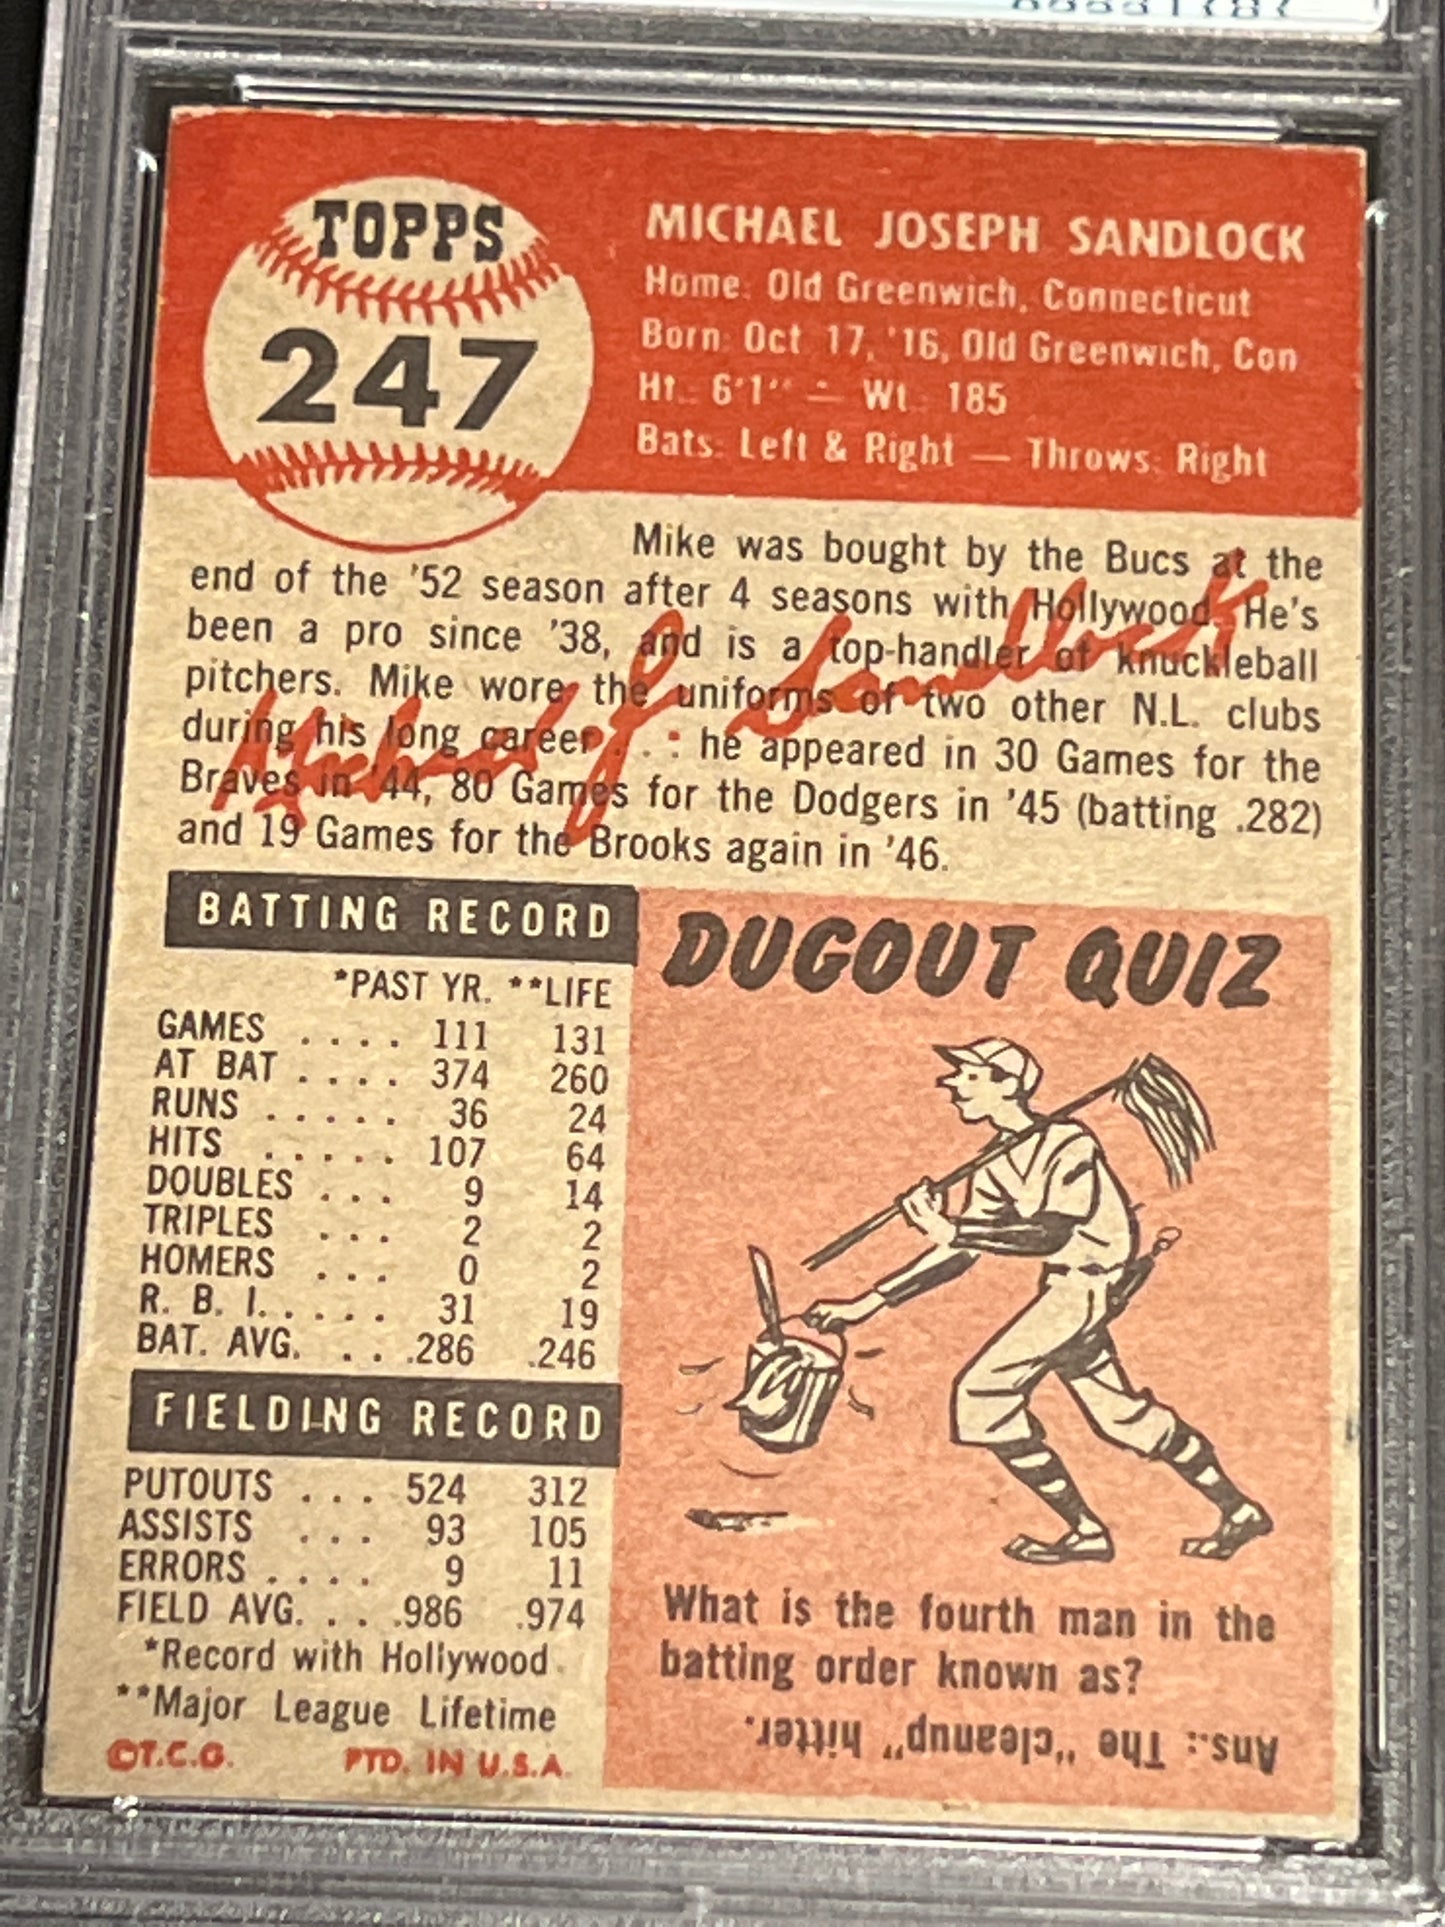 TOPPS
247
MICHAEL JOSEPH SANDLOCK
Home: Old Greenwich, Connecticut
Born: Oct 17, '16, Old Greenwich, Con
Ht.: 6'1" — Wt.: 185
Bats: Left & Right — Throws: Right
Mike was bought by the Bucs at the
end of the '52 season after 4 seasons with Hollywood. He's
been a pro since '38, and is a top-handler of knuckleball
pitchers. Mike wore the uniforms of two other N.L. clubs
during his long career . . : he appeared in 30 Games for the
Braves in '44, 80 Games for the Dodgers in '45 (batting .282)
and 19 Games for the Brooks again in '46.
Michael J. Sandlock
BATTING RECORD
*PAST YR. **LIFE
GAMES . . . . 111 131
AT BAT . . . . 374 260
RUNS . . . . . 36 24
HITS . . . . . 107 64
DOUBLES . . . 9 14
TRIPLES . . . 2 2
HOMERS . . . 0 2
R. B. I. . . . . 31 19
BAT. AVG. . . .286 .246
FIELDING RECORD
PUTOUTS . . . 524 312
ASSISTS . . . 93 105
ERRORS . . . . 9 11
FIELD AVG. . . .986 .974
*Record with Hollywood.
**Major League Lifetime
©T.C.G. PTD. IN U.S.A.
DUGOUT QUIZ
What is the fourth man in the
batting order known as?
Ans.: The "cleanup" hitter.